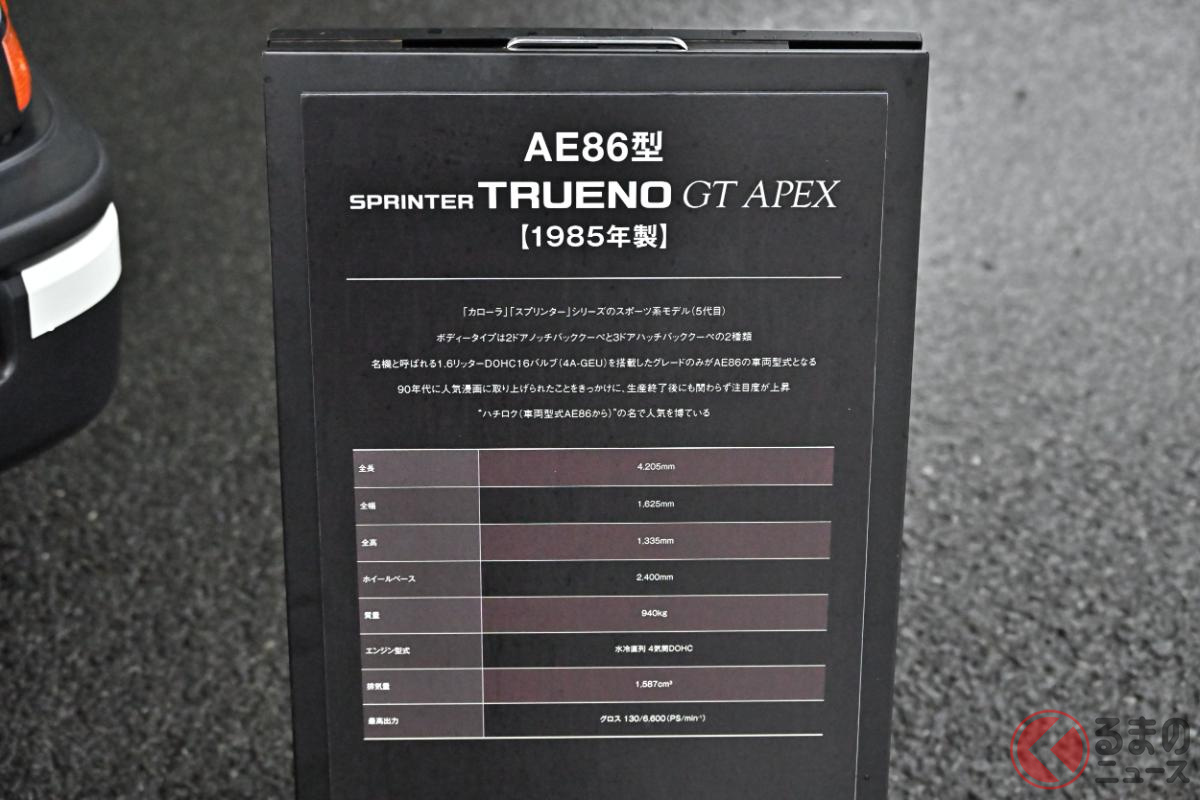 AE86型
SPRINTER TRUENO GT APEX
【1985年製】
「カローラ」「スプリンター」シリーズのスポーツ系モデル(5代目)
ボディータイプは2ドアノッチバッククーペと3ドアハッチバッククーペの2種類
名機と呼ばれる1.6リッターDOHC16バルブ(4A-GEU)を搭載したグレードのみがAE86の車両型式となる
90年代に人気漫画に取り上げられたことをきっかけに、生産終了後にも関わらず注目度が上昇
“ハチロク(車両型式AE86から)”の名で人気を博ている
全長 4,205mm
全幅 1,625mm
全高 1,335mm
ホイールベース 2,400mm
質量 940kg
エンジン型式 水冷直列 4気筒DOHC
排気量 1,587cm³
最高出力 グロス 130/6,600(PS/min⁻¹)
くるまの
ニュース